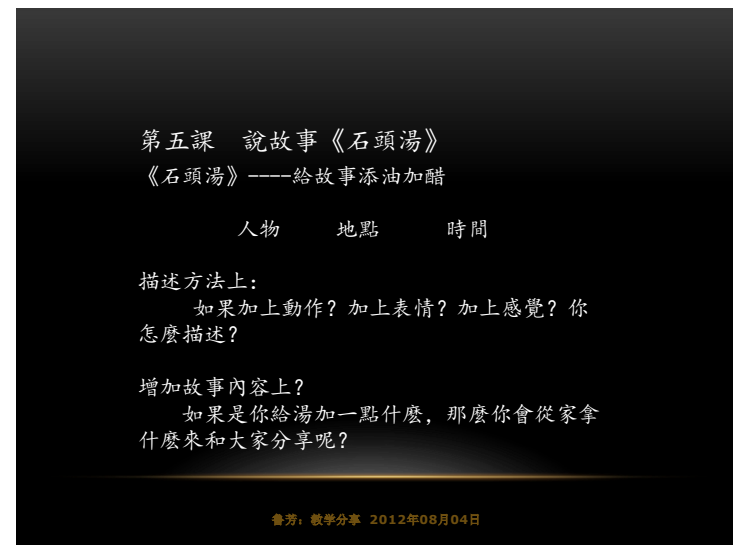 第五課　說故事《石頭湯》
《石頭湯》----給故事添油加醋
人物　地點　時間
描述方法上：
如果加上動作？加上表情？加上感覺？你
怎麼描述？
增加故事內容上？
如果是你給湯加一點什麼，那麼你會從家拿
什麼來和大家分享呢？
鲁芳：教学分享 2012年08月04日